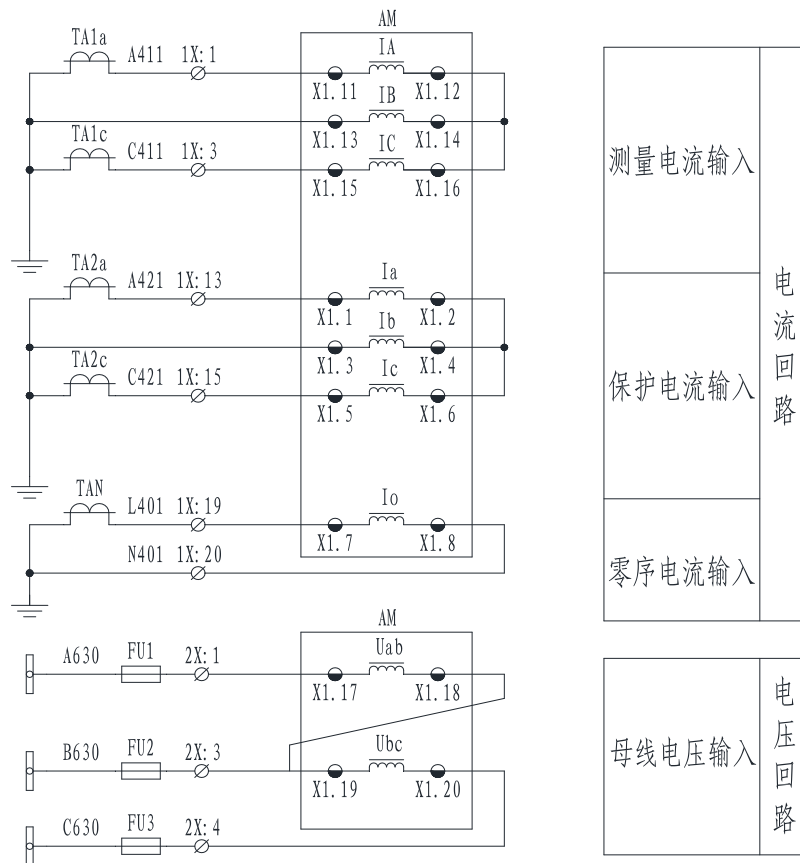 AM
TA1a
A411 1X:1
IA
X1.11
X1.12
IB
X1.13
X1.14
TA1c
C411 1X:3
IC
X1.15
X1.16
测量电流输入
TA2a
A421 1X:13
Ia
X1.1
X1.2
Ib
X1.3
X1.4
TA2c
C421 1X:15
Ic
X1.5
X1.6
保护电流输入
电流回路
TAN
L401 1X:19
Io
X1.7
X1.8
N401 1X:20
零序电流输入
AM
A630
FU1
2X:1
Uab
X1.17
X1.18
B630
FU2
2X:3
Ubc
X1.19
X1.20
C630
FU3
2X:4
母线电压输入
电压回路